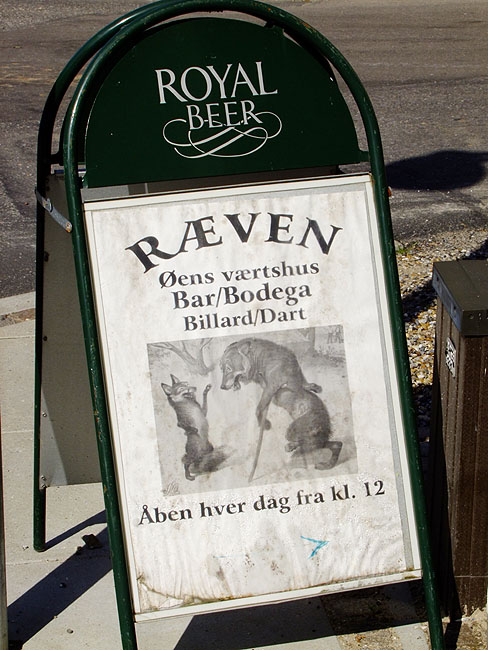 ROYAL
BEER
RÆVEN
Øens værtshus
Bar/Bodega
Billard/Dart
Åben hver dag fra kl. 12